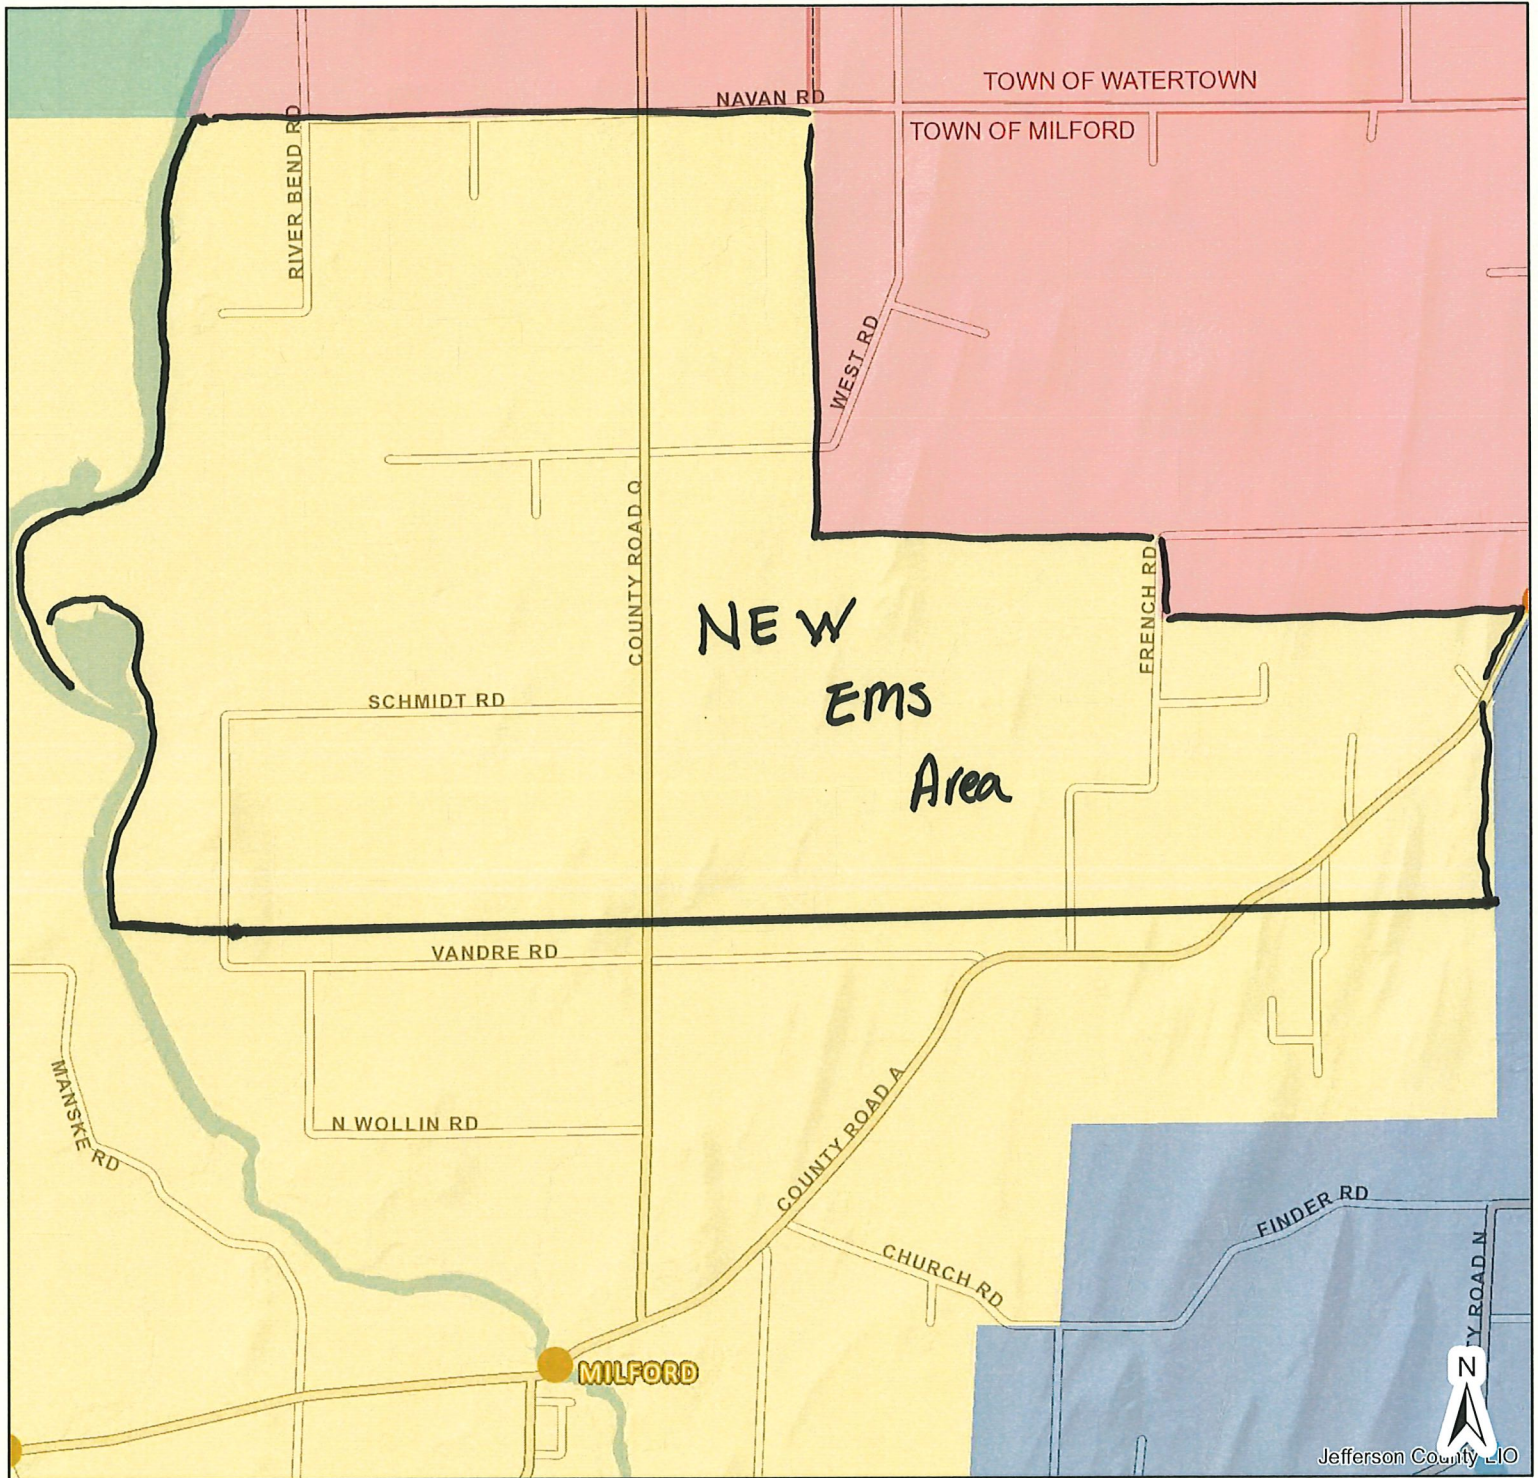 TOWN OF WATERTOWN
NAVAN RD
TOWN OF MILFORD
RIVER BEND RD
WEST RD
COUNTY ROAD Q
FRENCH RD
NEW
EMS
Area
SCHMIDT RD
VANDRE RD
MANSKE RD
N WOLLIN RD
COUNTY ROAD A
FINDER RD
CHURCH RD
Y ROAD N
MILFORD
N
Jefferson County LIO